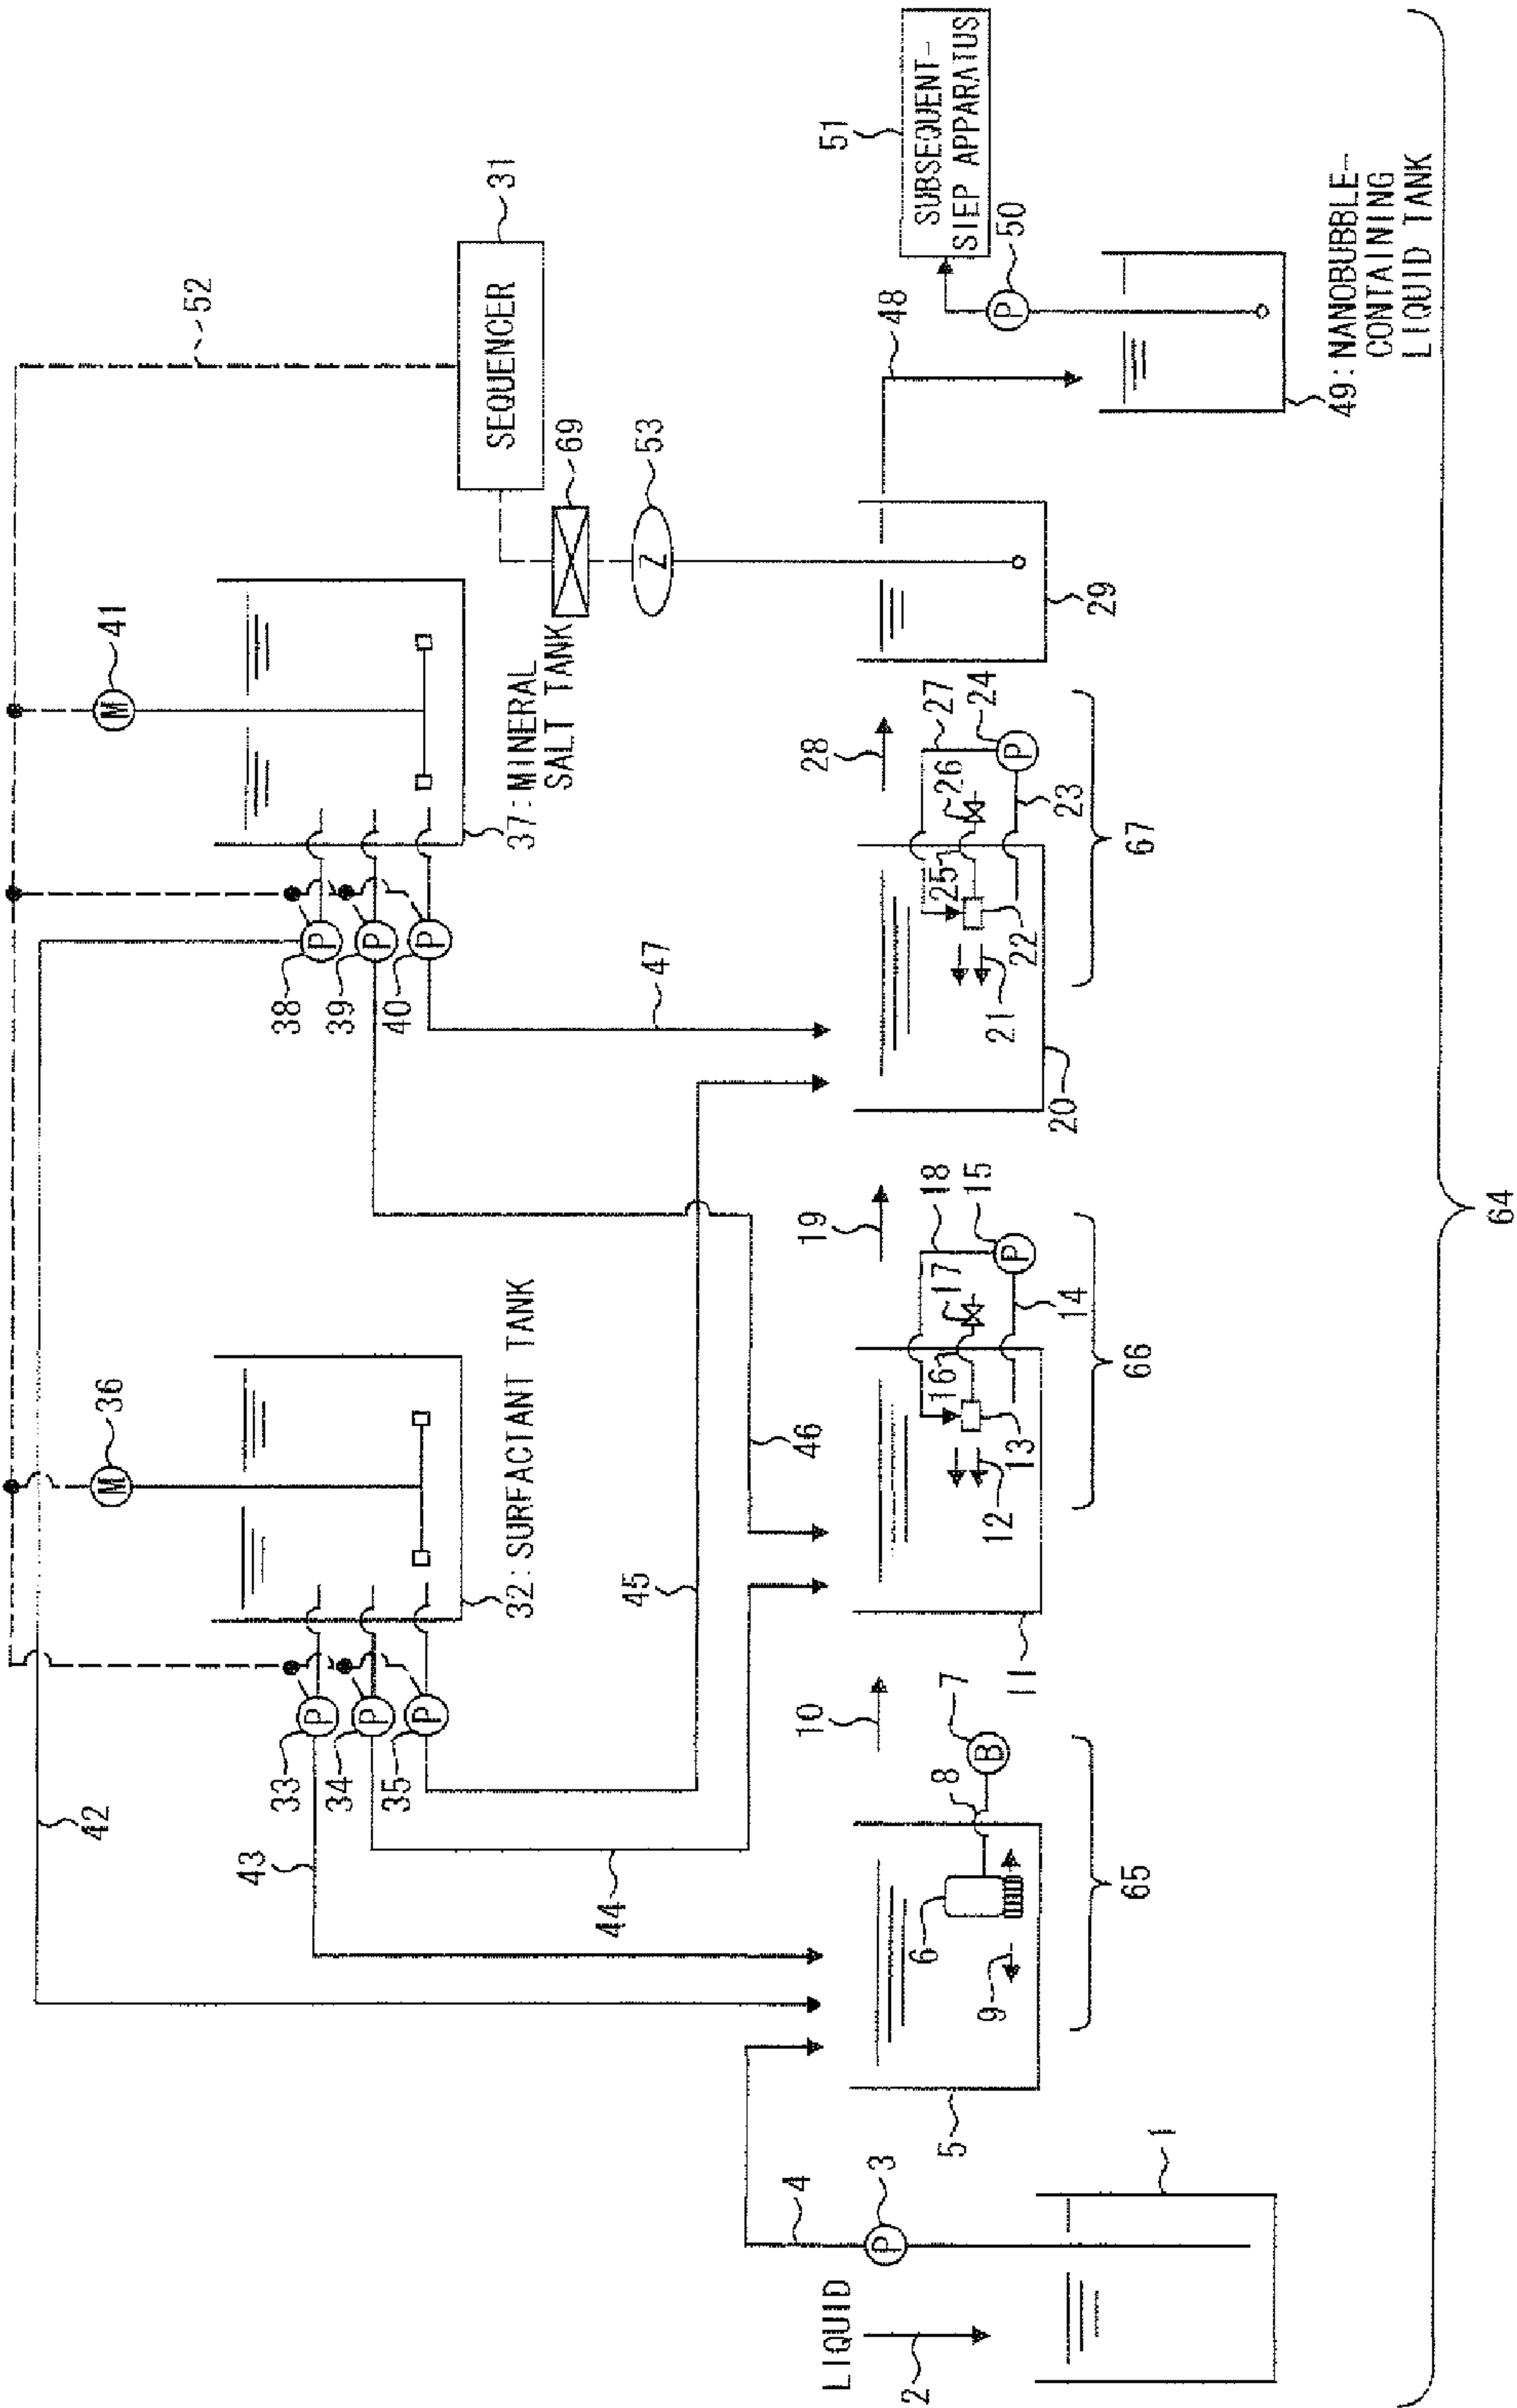 52
36
M
41
M
42
43
33
P
34
P
35
P
38
P
39
P
40
P
31
SEQUENCER
32:SURFACTANT TANK
37:MINERAL
SALT TANK
69
53
Z
44
45
46
47
LIQUID
2
4
3
P
10
19
28
48
51
SUBSEQUENT-
SIEP APPARATUS
50
P
5
6
8
7
B
9
11
12
13
16
17
18
15
P
14
20
21
22
25
26
27
24
P
23
29
1
65
66
67
49:NANOBUBBLE-
CONTAINING
LIQUID TANK
64